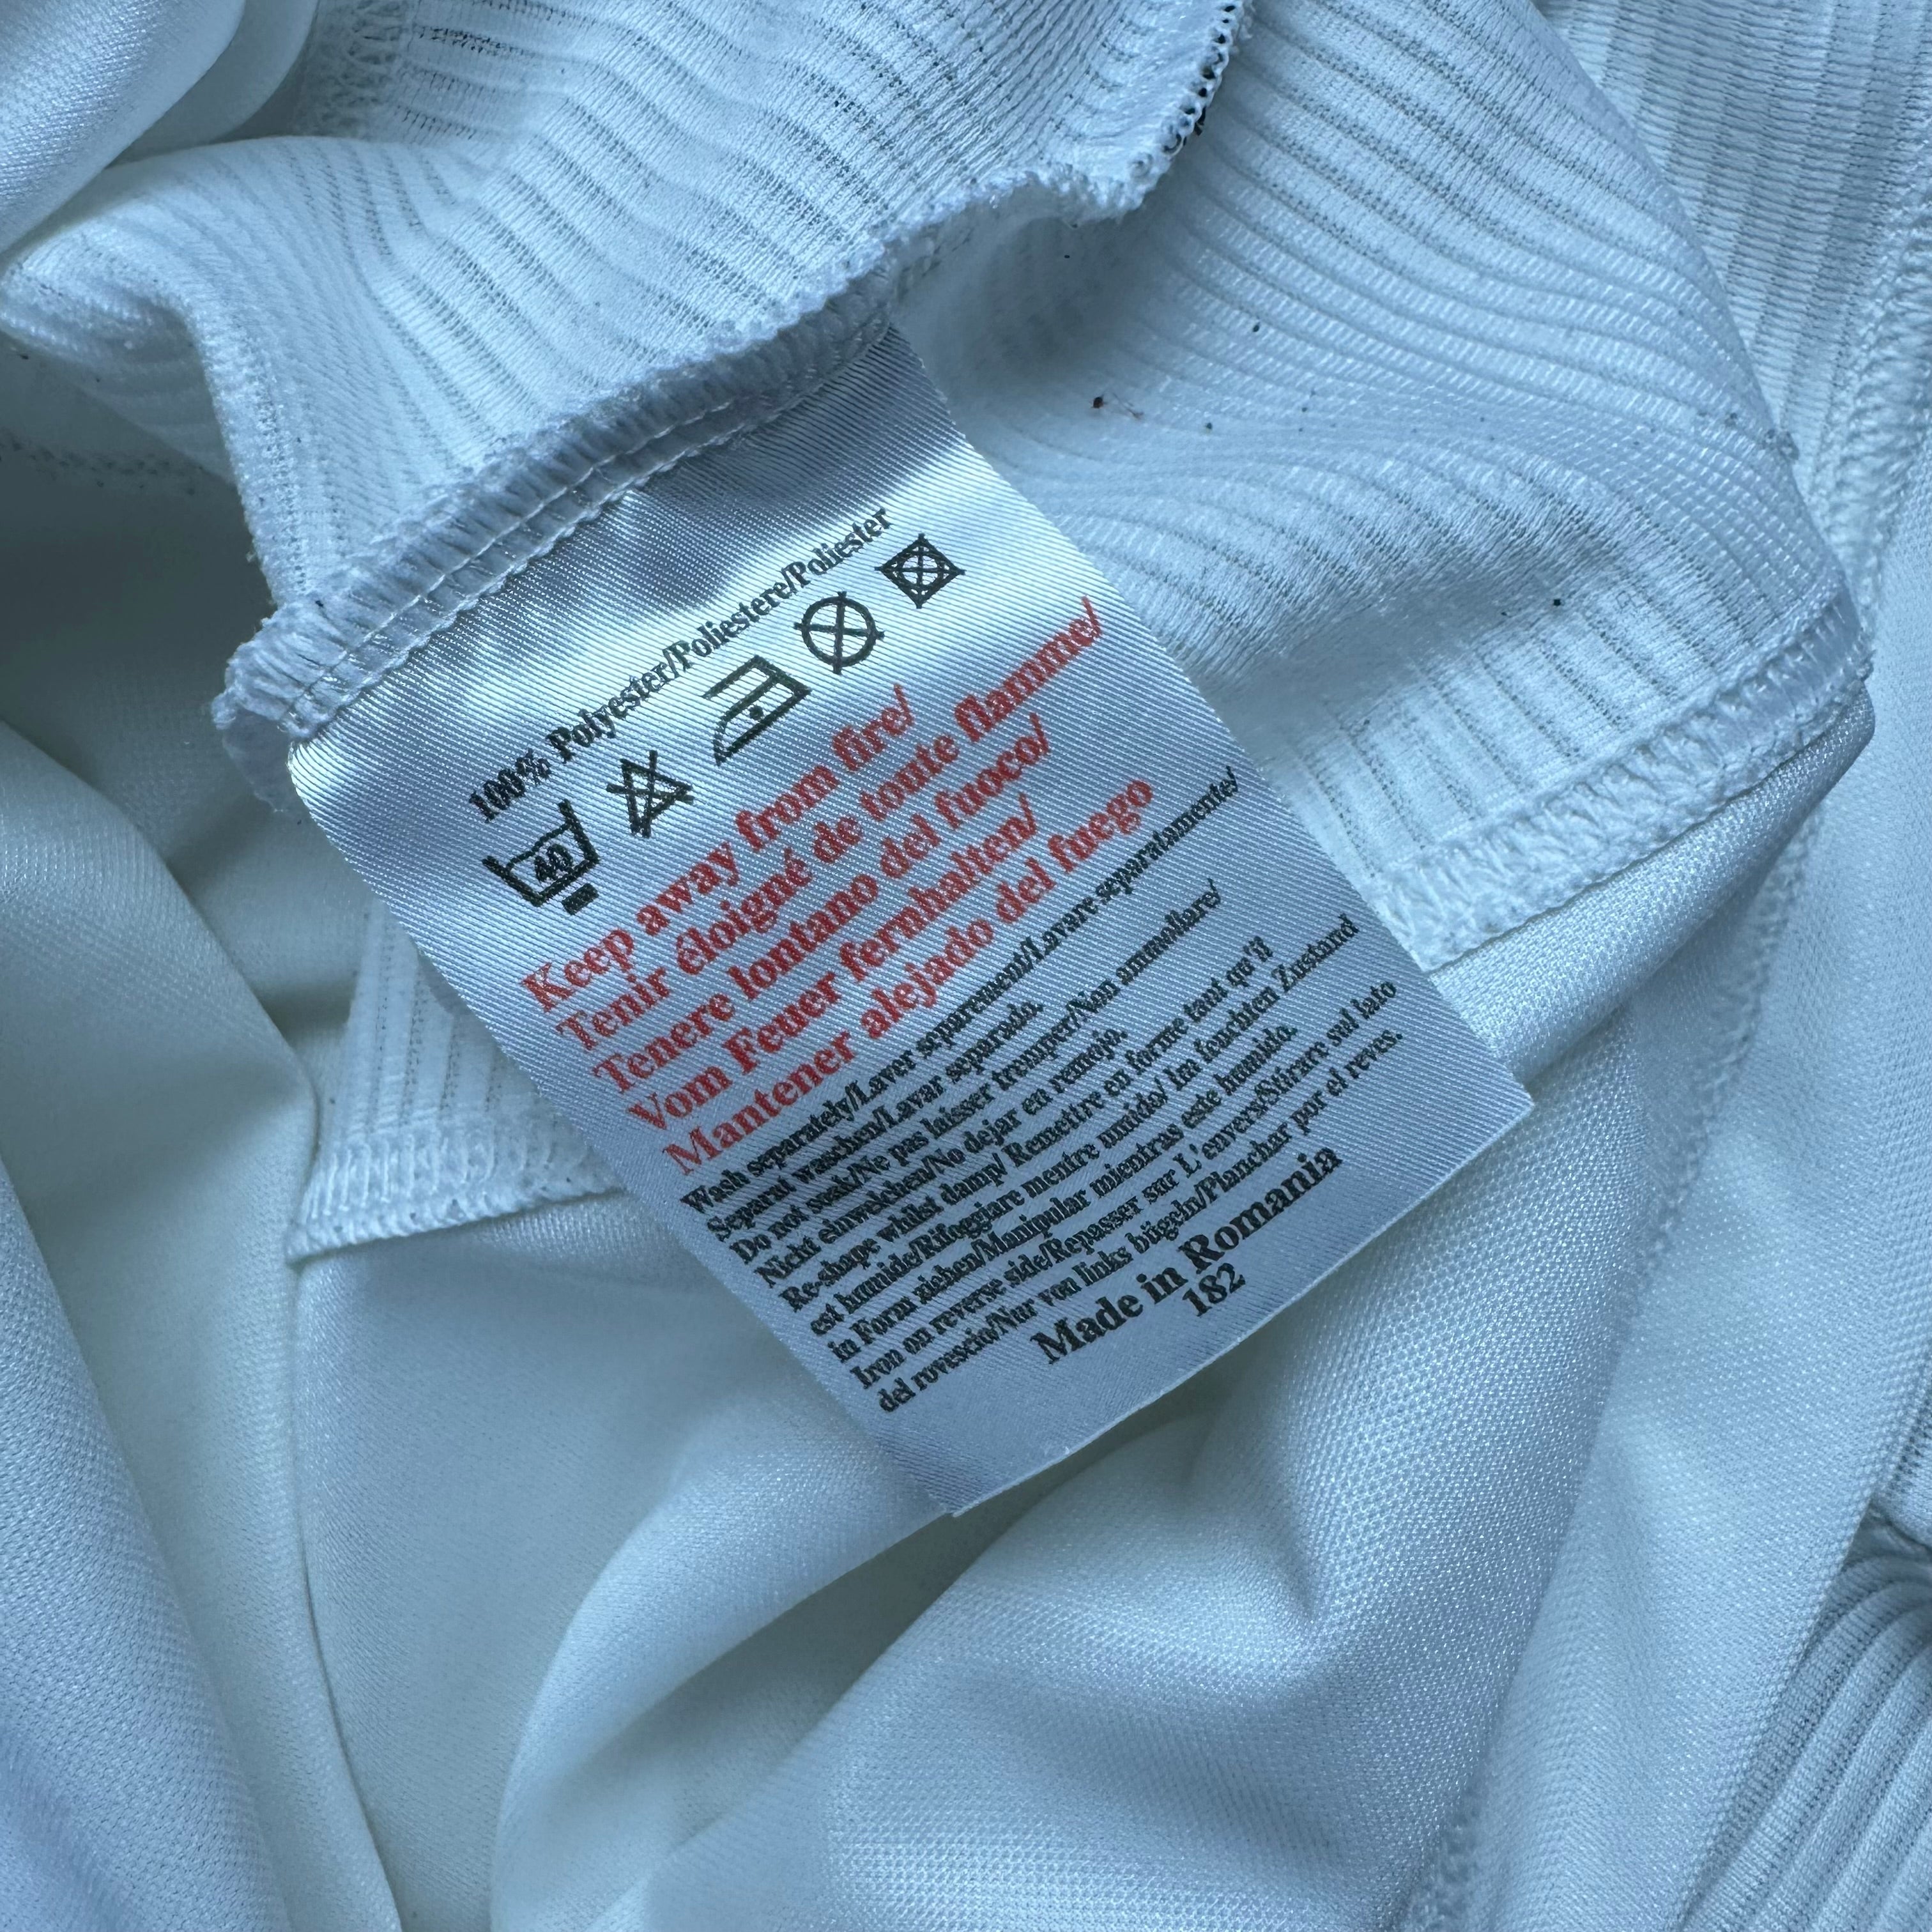 100% Polyester/Poliestere/Poliester
40
Keep away from fire/
Tenir éloigné de toute flamme/
Tenere lontano del fuoco/
Vom Feuer fernhalten/
Mantener alejado del fuego
Wash separately/Laver separement/Lavare separatamente/
Separat waschen/Lavar separado.
Do not soak/Ne pas laisser tremper/Non ammollare/
Nicht einweichen/No dejar en remojo.
Re-shape whilst damp/ Remettre en forme tant qu'il
est humide/Rifoggiare mentre umido/ Im feuchten Zustand
in Form ziehen/Manipular mientras este humido.
Iron on reverse side/Repasser sur L'envers/Stirare sul lato
del rovescio/Nur von links bügeln/Planchar por el reves.
Made in Romania
182